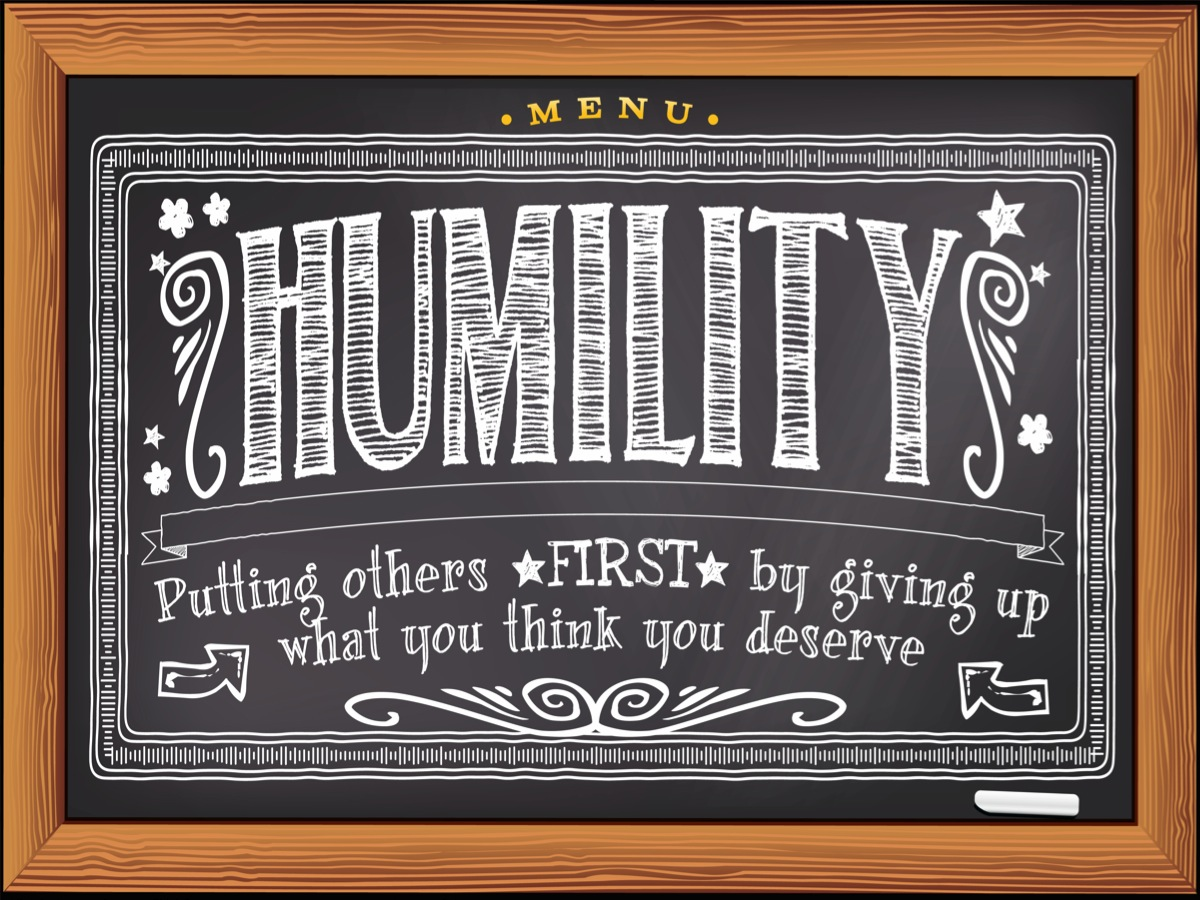 • MENU •
HUMILITY
Putting others ★FIRST★ by giving up
what you think you deserve